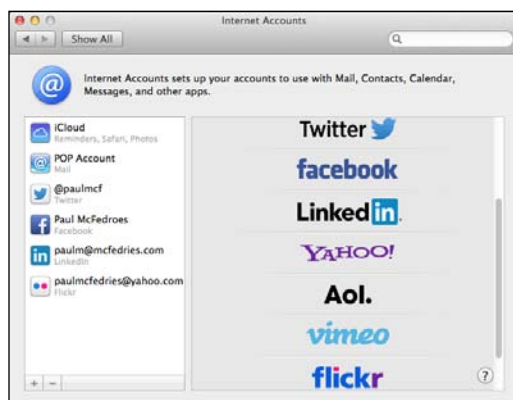 Internet Accounts
Show All
Internet Accounts sets up your accounts to use with Mail, Contacts, Calendar,
Messages, and other apps.
iCloud
Reminders, Safari, Photos
POP Account
Mail
@paulmcf
Twitter
Paul McFedroes
Facebook
paulm@mcfedries.com
LinkedIn
paulmcfedries@yahoo.com
Flickr
Twitter
facebook
Linked in
YAHOO!
Aol.
vimeo
flickr